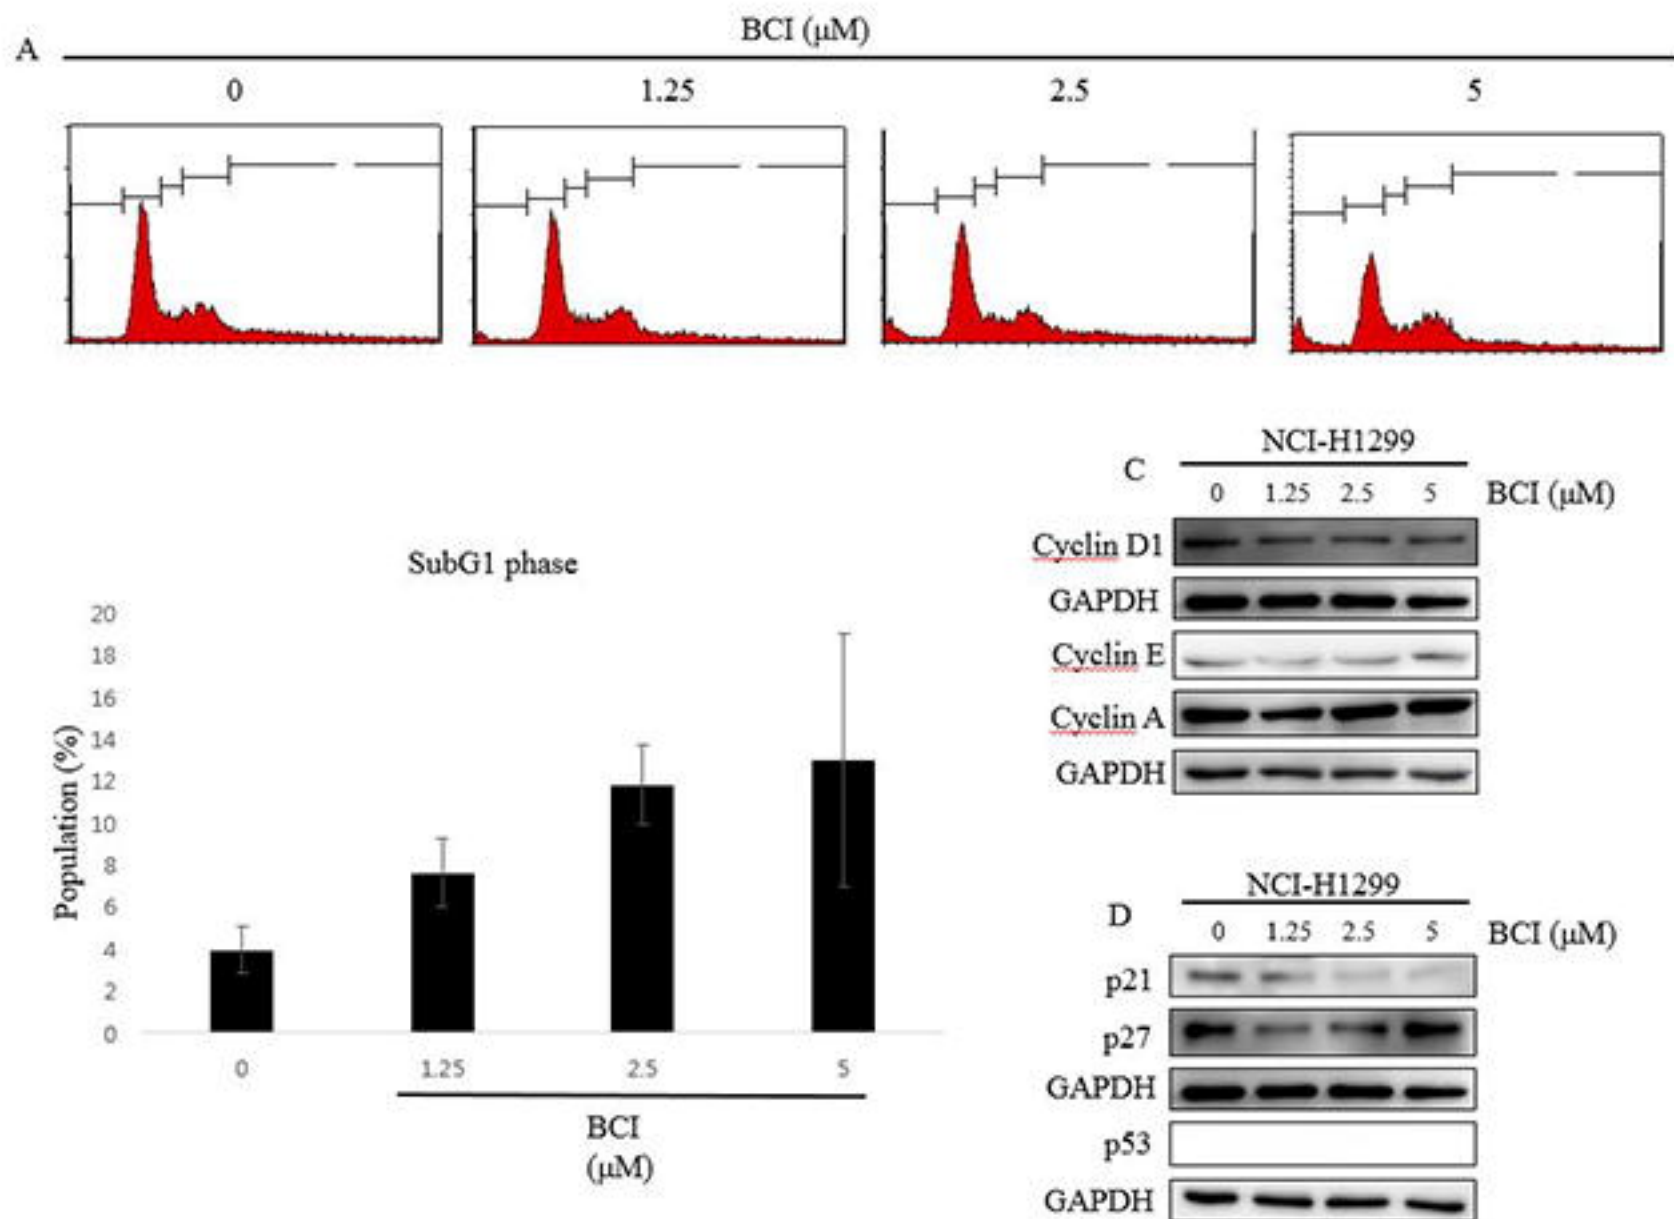 A
BCI (μM)
0 1.25 2.5 5
SubG1 phase
Population (%)
20
18
16
14
12
10
8
6
4
2
0
0 1.25 2.5 5
BCI
(μM)
NCI-H1299
C
0 1.25 2.5 5 BCI (μM)
Cyclin D1
GAPDH
Cyclin E
Cyclin A
GAPDH
NCI-H1299
D
0 1.25 2.5 5 BCI (μM)
p21
p27
GAPDH
p53
GAPDH